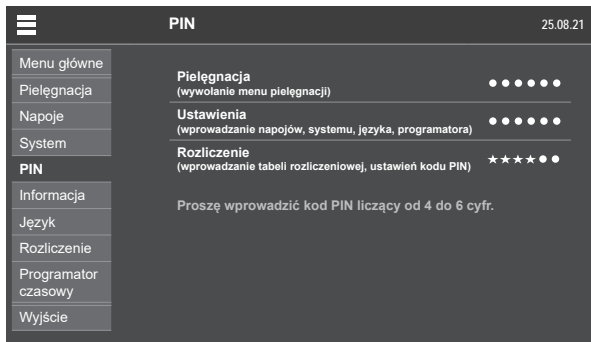 PIN
25.08.21
Menu główne
Pielęgnacja
Napoje
System
PIN
Informacja
Język
Rozliczenie
Programator
czasowy
Wyjście
Pielęgnacja
(wywołanie menu pielęgnacji)
Ustawienia
(wprowadzanie napojów, systemu, języka, programatora)
Rozliczenie
(wprowadzanie tabeli rozliczeniowej, ustawień kodu PIN)
★★★★
Proszę wprowadzić kod PIN liczący od 4 do 6 cyfr.